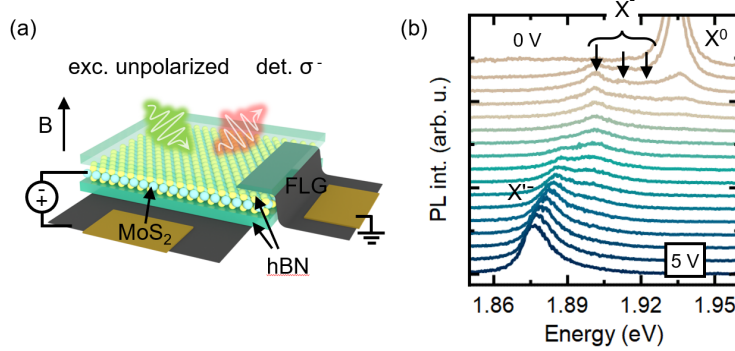 (a)
exc. unpolarized
det. σ⁻
B
+
FLG
MoS₂
hBN
(b)
X⁻
0 V
X⁰
X'⁻
5 V
PL int. (arb. u.)
1.86 1.89 1.92 1.95
Energy (eV)